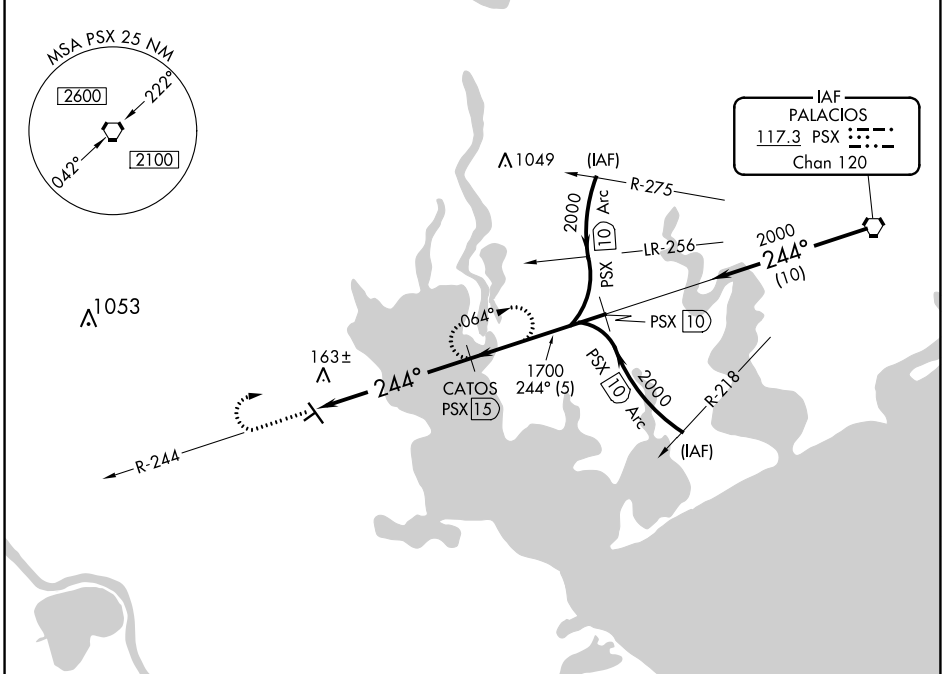 MSA PSX 25 NM
2600
222°
042°
2100
IAF
PALACIOS
117.3 PSX
Chan 120
1049
(IAF)
R-275
2000
PSX 10 Arc
LR-256
2000
244°
(10)
PSX 10
1053
064°
163±
244°
CATOS
PSX 15
1700
244° (5)
PSX 10 Arc
2000
R-218
(IAF)
R-244